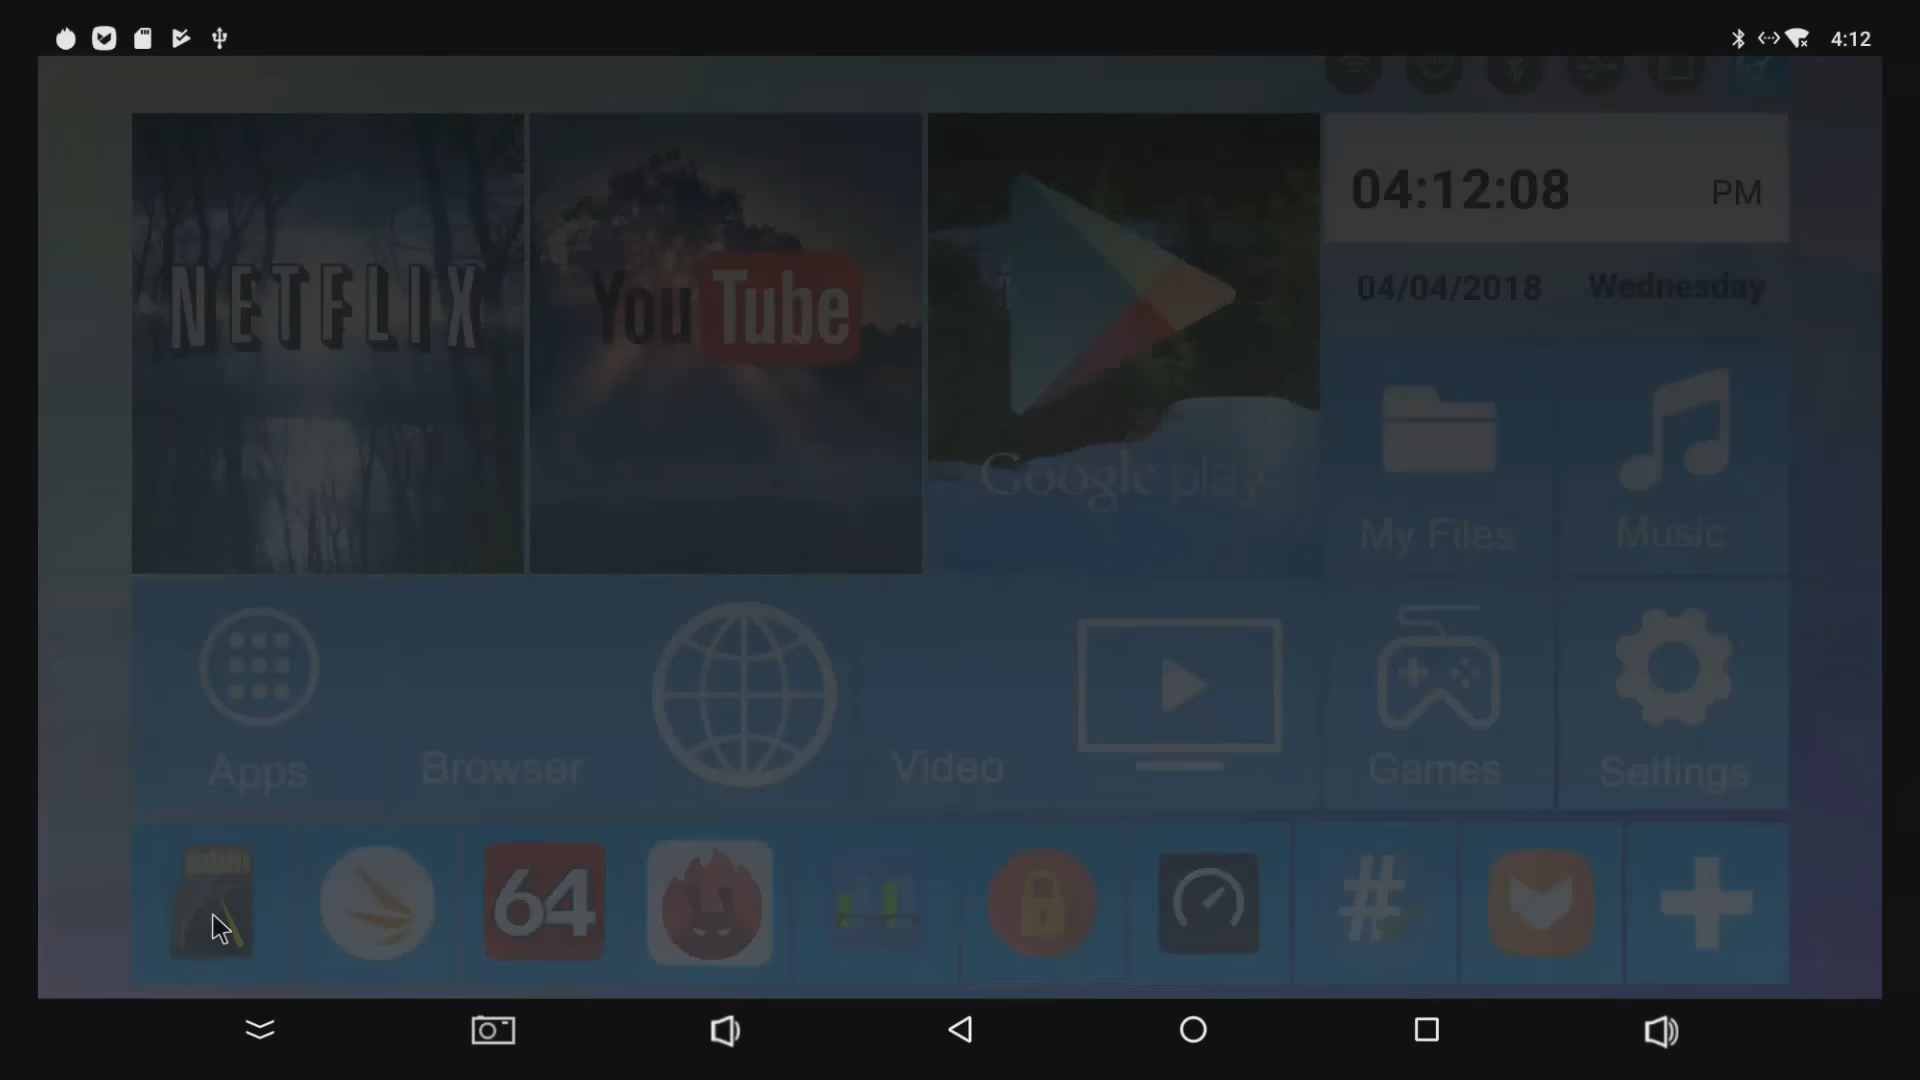 4:12
NETFLIX
YouTube
Google play
04:12:08 PM
04/04/2018 Wednesday
My Files
Music
Apps
Browser
Video
Games
Settings
64
#